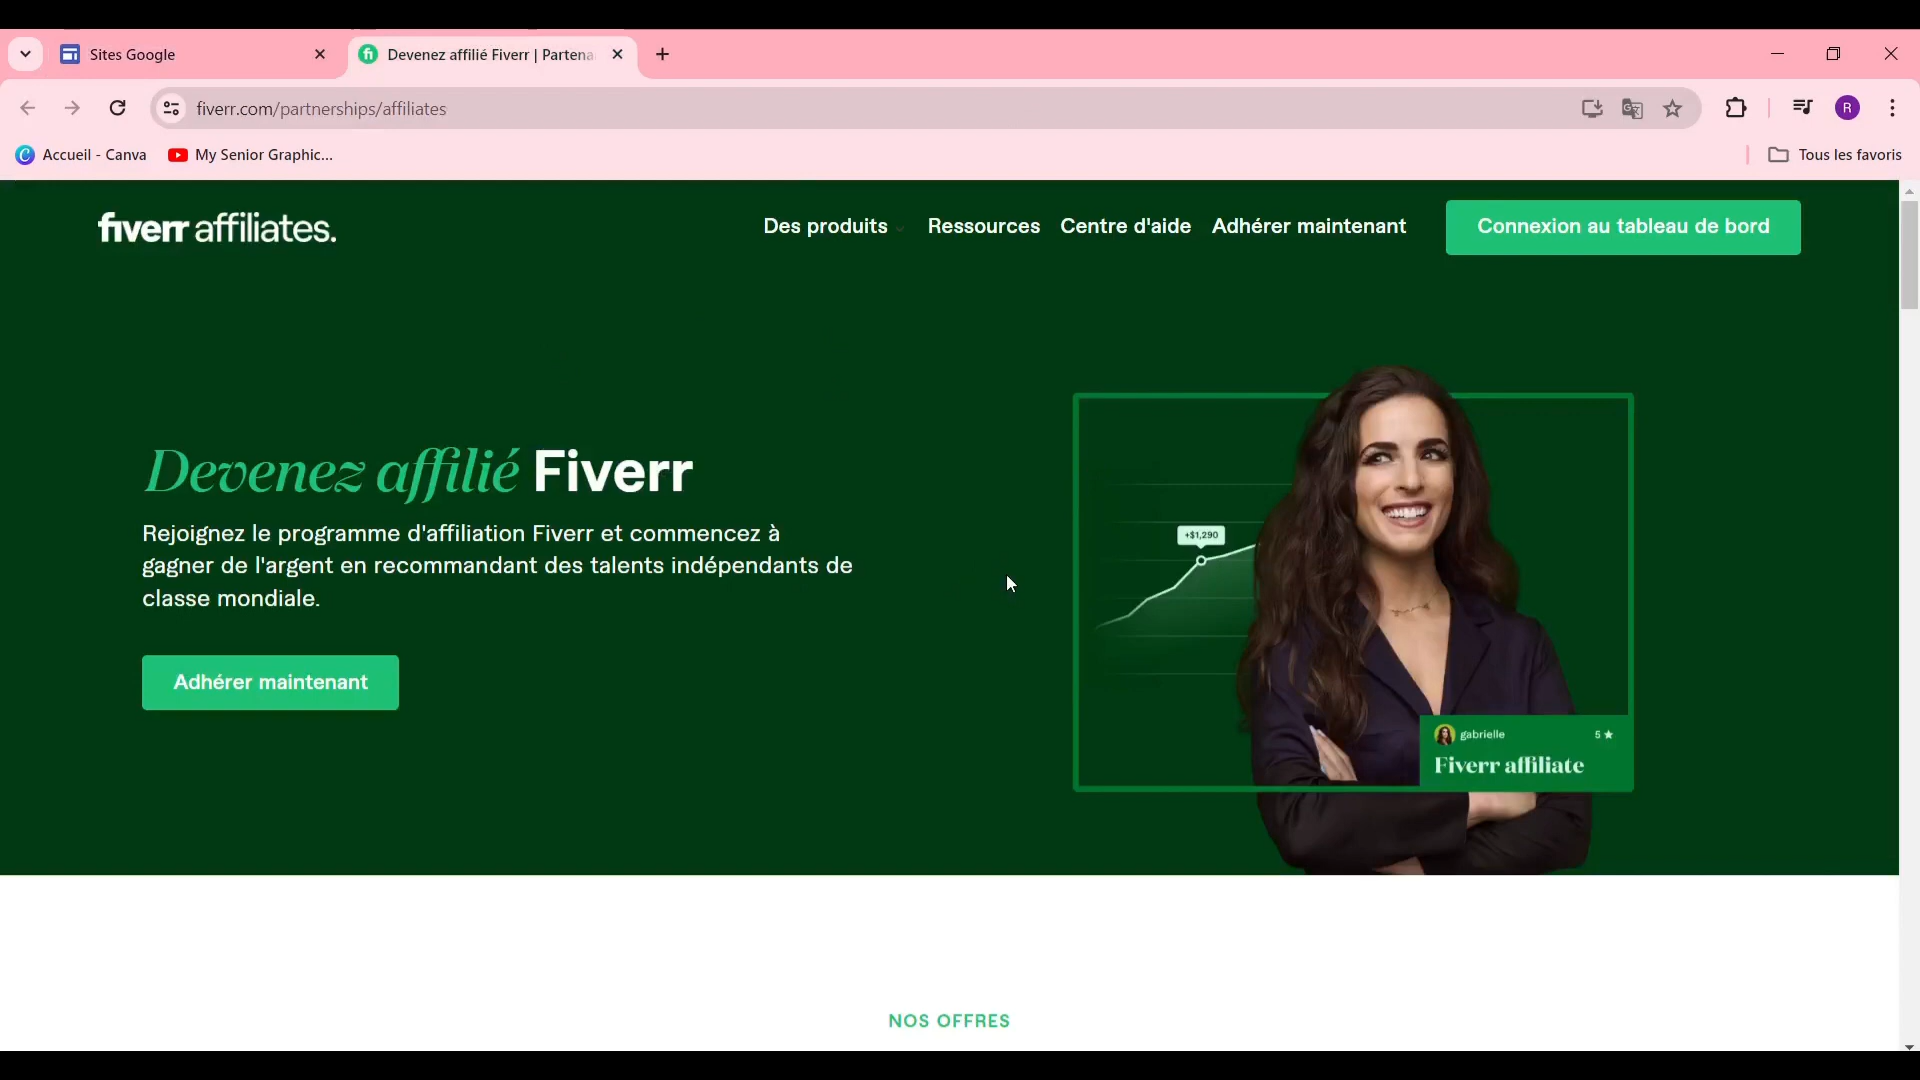 Sites Google
Devenez affilié Fiverr | Partena
fiverr.com/partnerships/affiliates
R
Accueil - Canva
My Senior Graphic...
Tous les favoris
fiverr affiliates.
Des produits
Ressources
Centre d'aide
Adhérer maintenant
Connexion au tableau de bord
Devenez affilié Fiverr
Rejoignez le programme d'affiliation Fiverr et commencez à
gagner de l'argent en recommandant des talents indépendants de
classe mondiale.
Adhérer maintenant
+$1,290
gabrielle
5 ★
Fiverr affiliate
NOS OFFRES